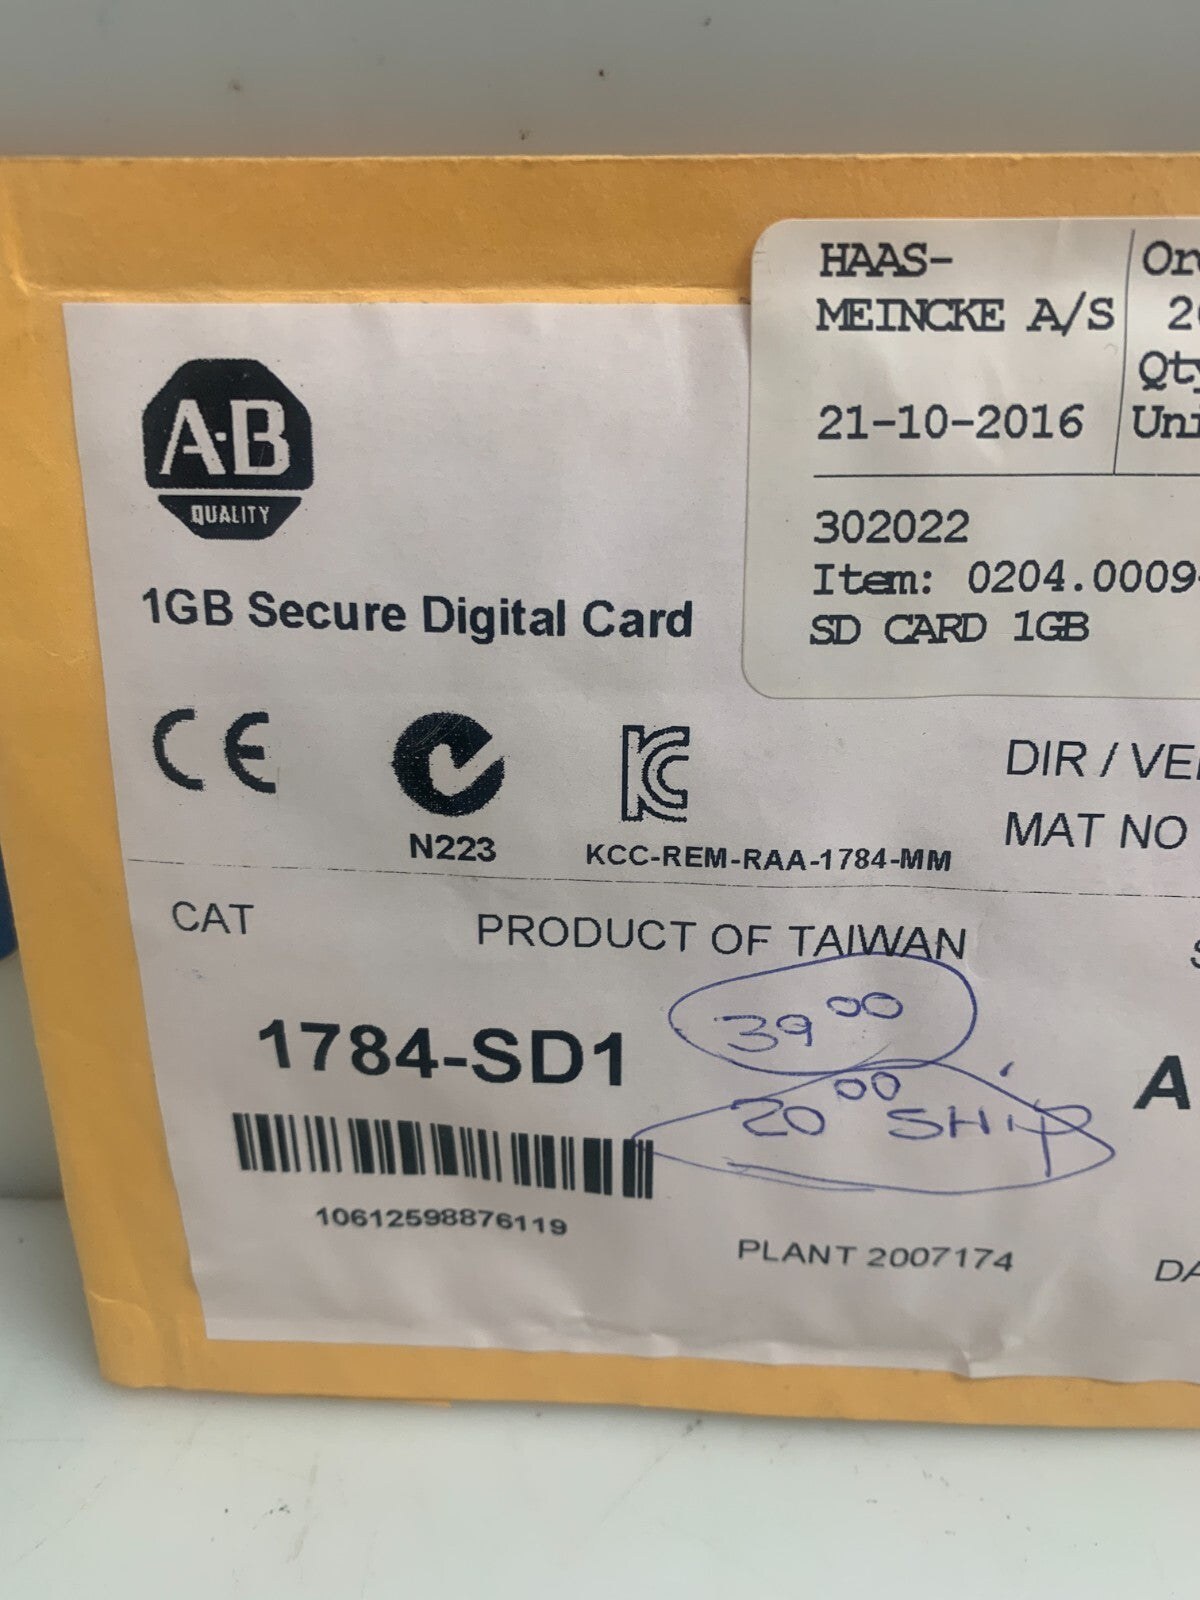 HAAS-
MEINCKE A/S
21-10-2016
302022
Item: 0204.0009-
SD CARD 1GB
A-B
QUALITY
1GB Secure Digital Card
CE
N223
KC
KCC-REM-RAA-1784-MM
DIR /
MAT NO
CAT
PRODUCT OF TAIWAN
39 00
1784-SD1
A
20 00 SHIP
10612598876119
PLANT 2007174